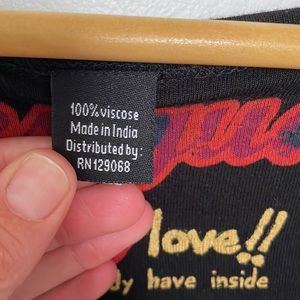 100% viscose
Made in India
Distributed by:
RN129068
love!!
have inside